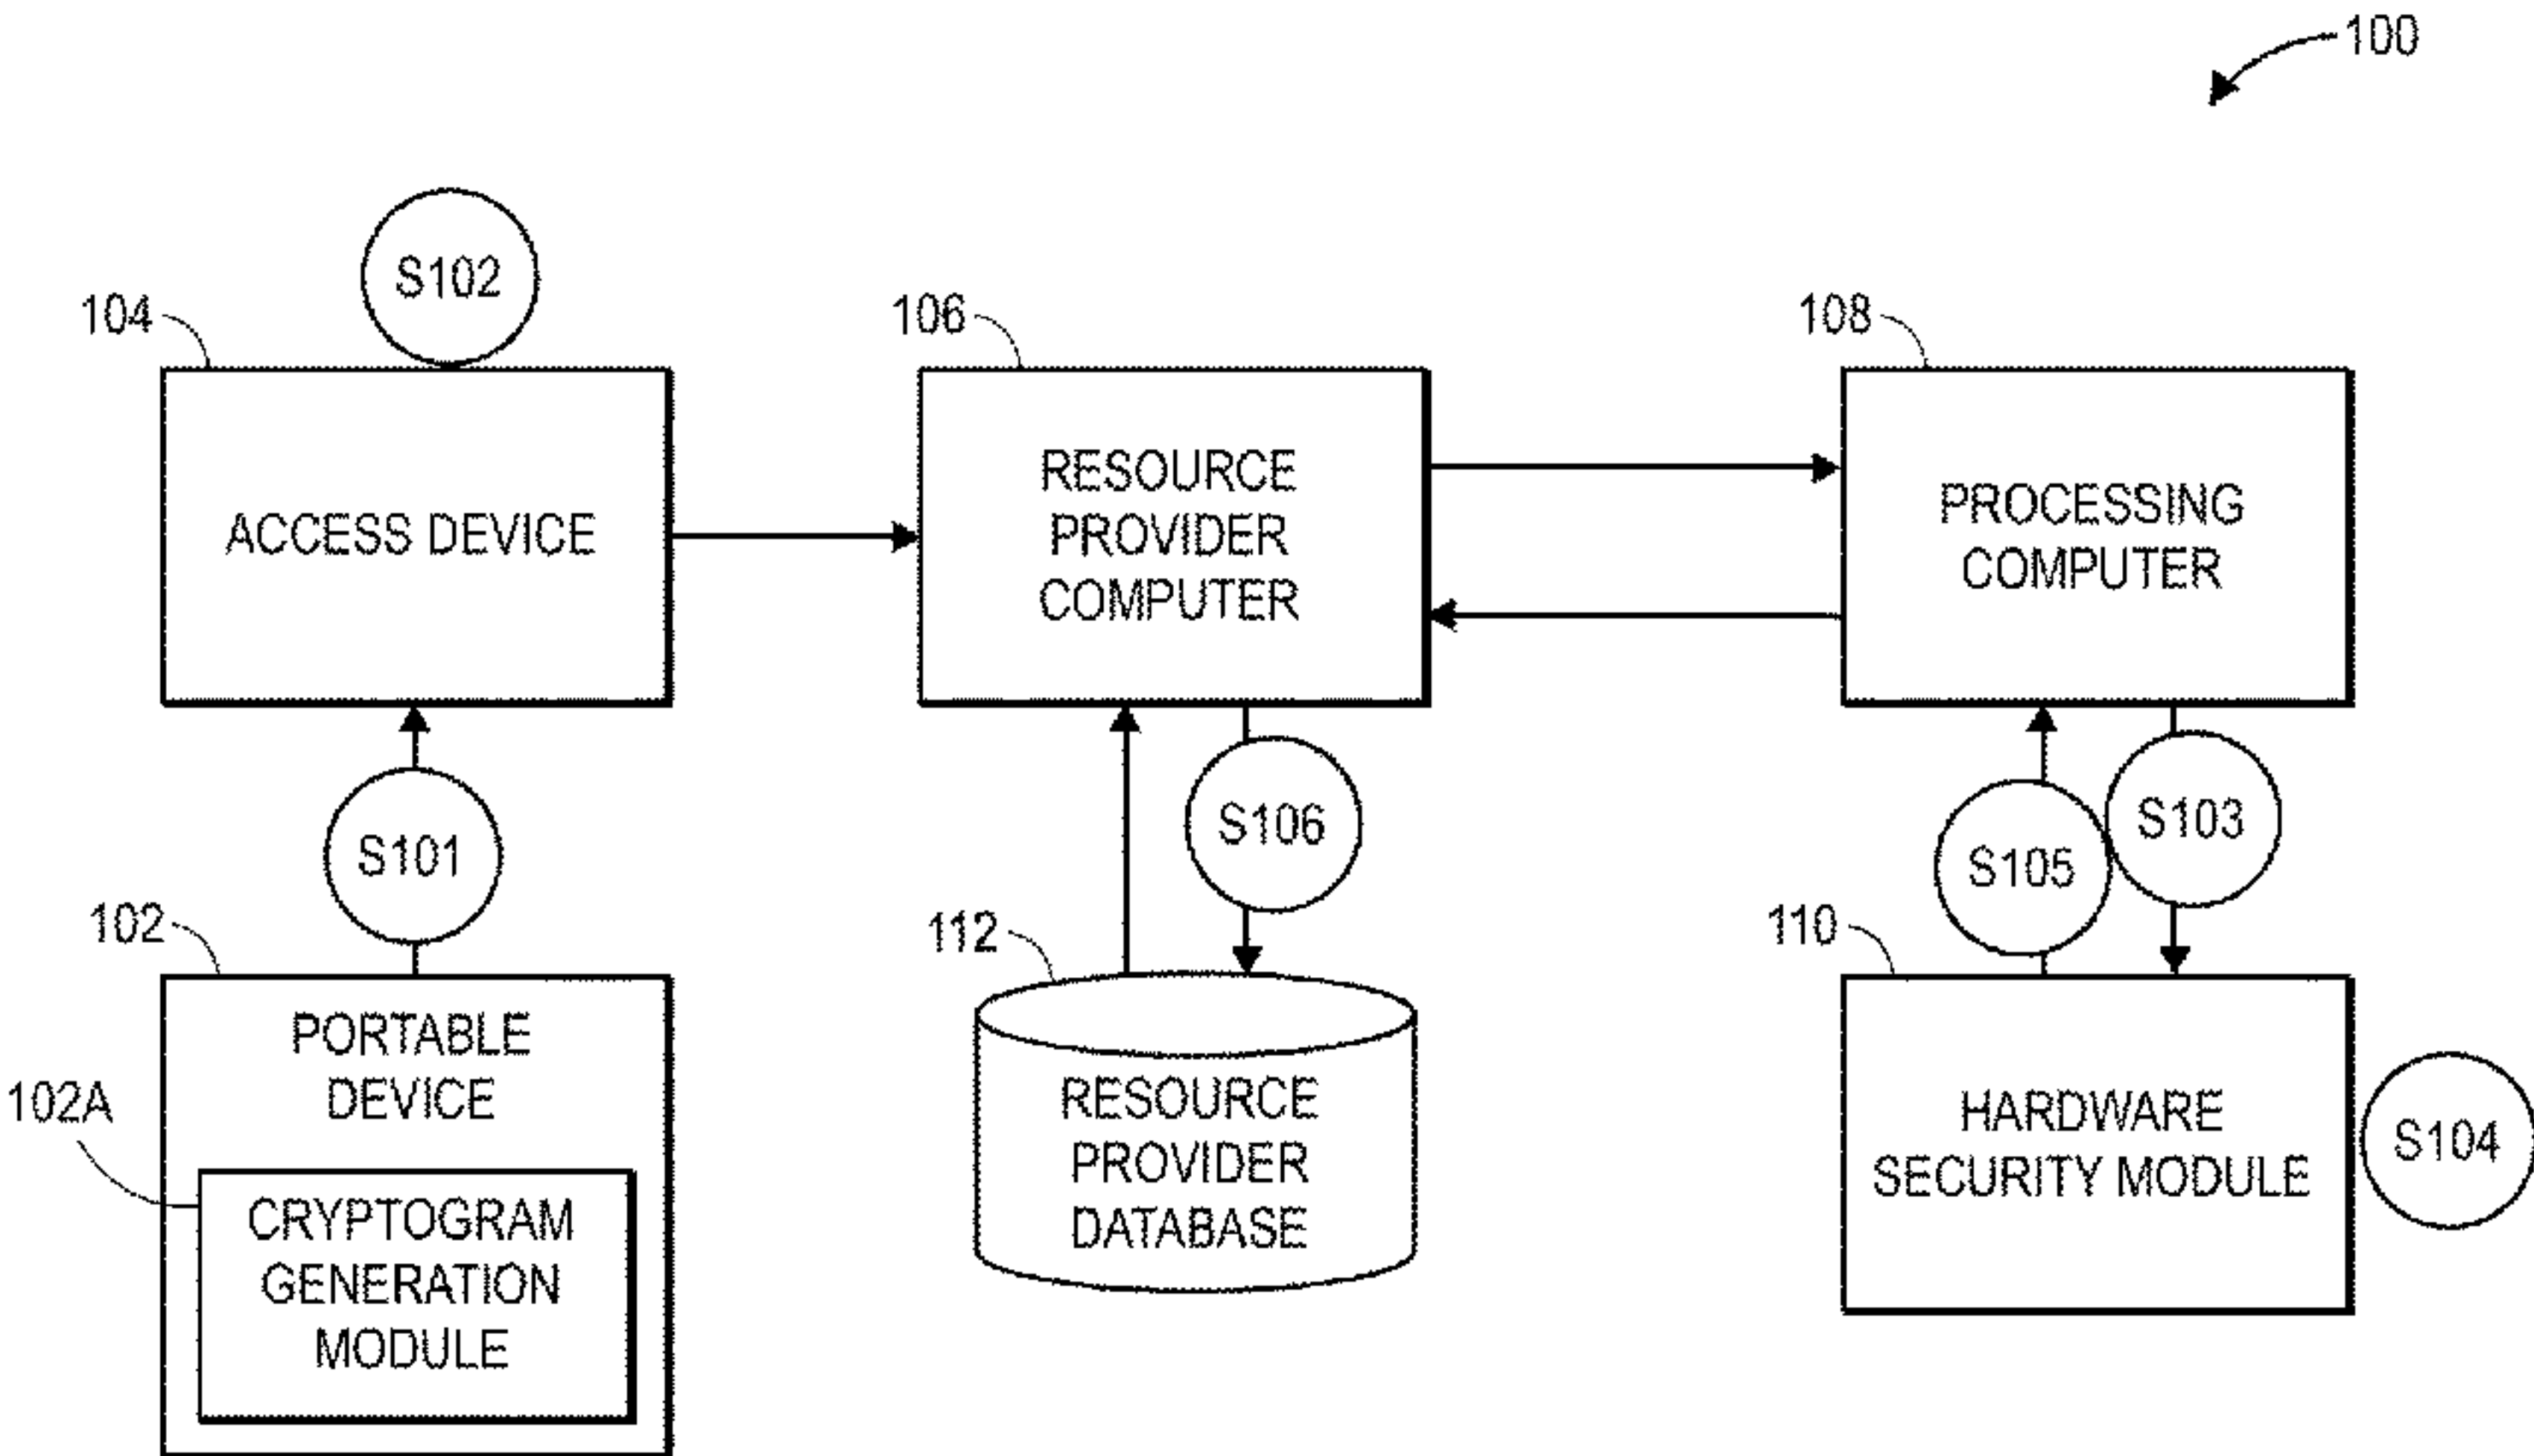 100
S102
104
106
108
ACCESS DEVICE
RESOURCE
PROVIDER
COMPUTER
PROCESSING
COMPUTER
S101
S106
S105
S103
102
112
110
PORTABLE
DEVICE
102A
CRYPTOGRAM
GENERATION
MODULE
RESOURCE
PROVIDER
DATABASE
HARDWARE
SECURITY MODULE
S104